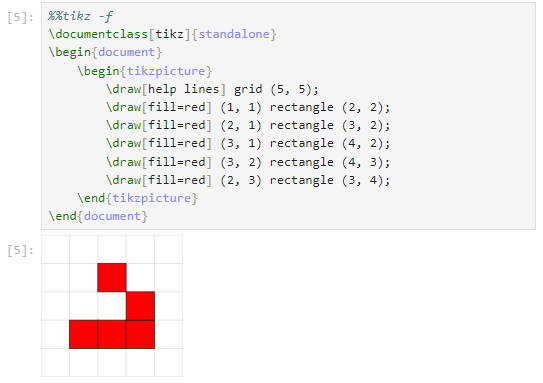 [5]: %%tikz -f
\documentclass[tikz]{standalone}
\begin{document}
    \begin{tikzpicture}
        \draw[help lines] grid (5, 5);
        \draw[fill=red] (1, 1) rectangle (2, 2);
        \draw[fill=red] (2, 1) rectangle (3, 2);
        \draw[fill=red] (3, 1) rectangle (4, 2);
        \draw[fill=red] (3, 2) rectangle (4, 3);
        \draw[fill=red] (2, 3) rectangle (3, 4);
    \end{tikzpicture}
\end{document}
[5]: